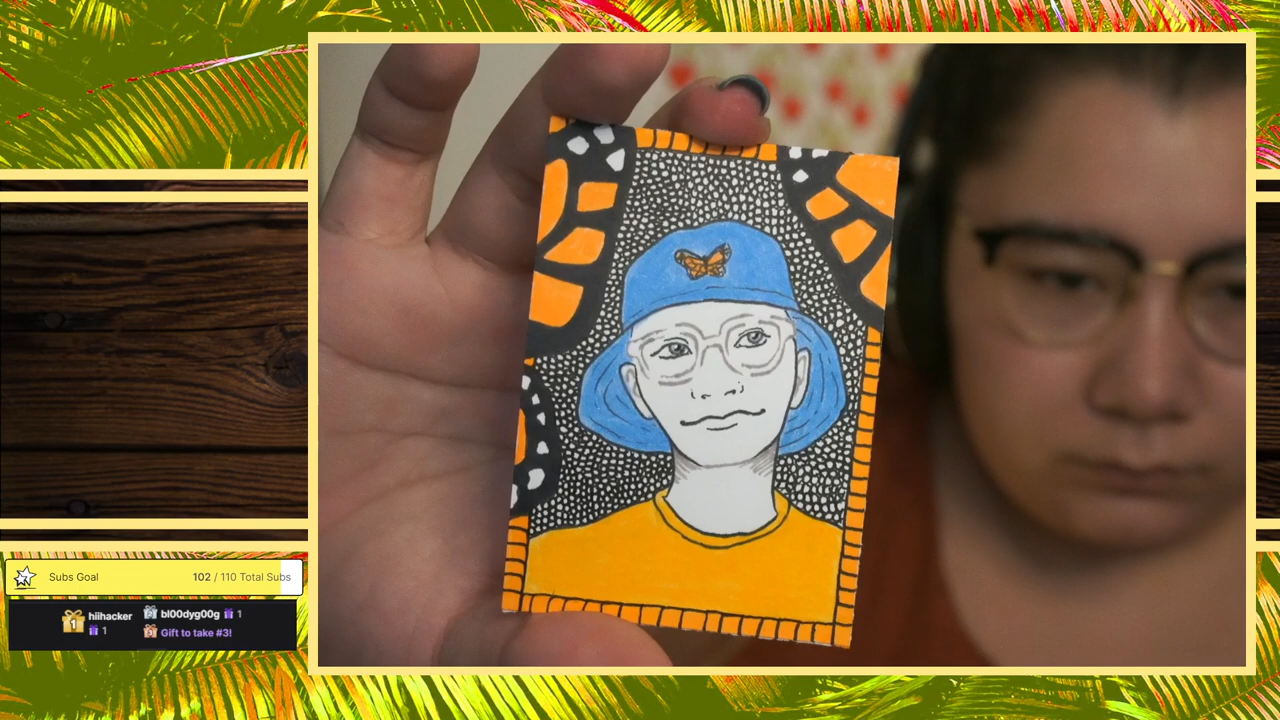 Subs Goal 102 / 110 Total Subs
hiihacker 1
bl00dyg00g 1
Gift to take #3!